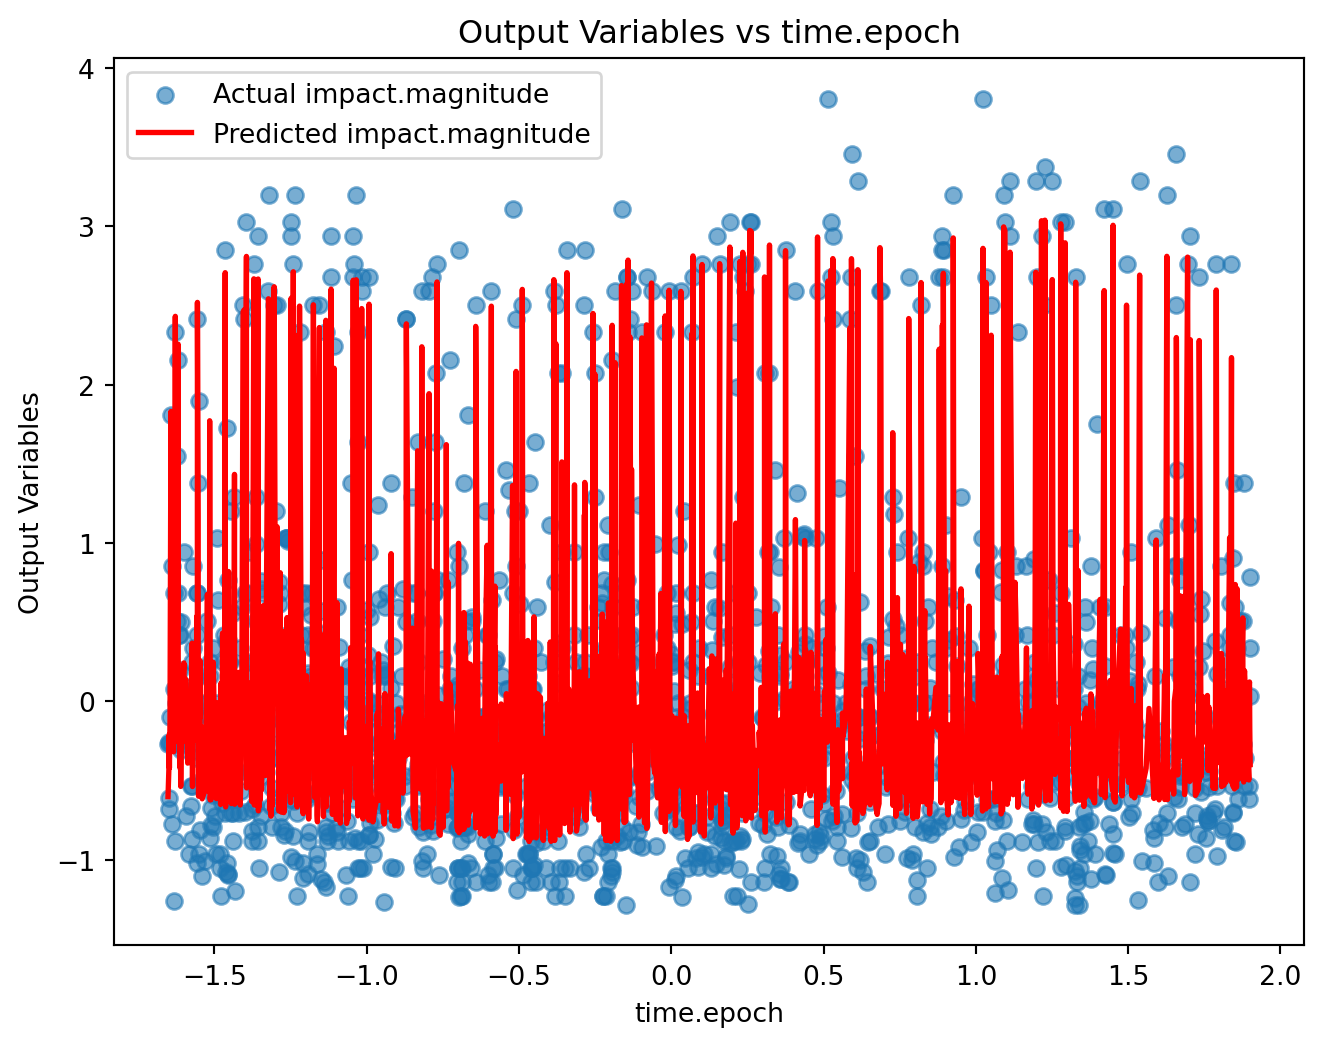 Output Variables vs time.epoch
Actual impact.magnitude
Predicted impact.magnitude
4
3
2
1
0
−1
Output Variables
−1.5 −1.0 −0.5 0.0 0.5 1.0 1.5 2.0
time.epoch